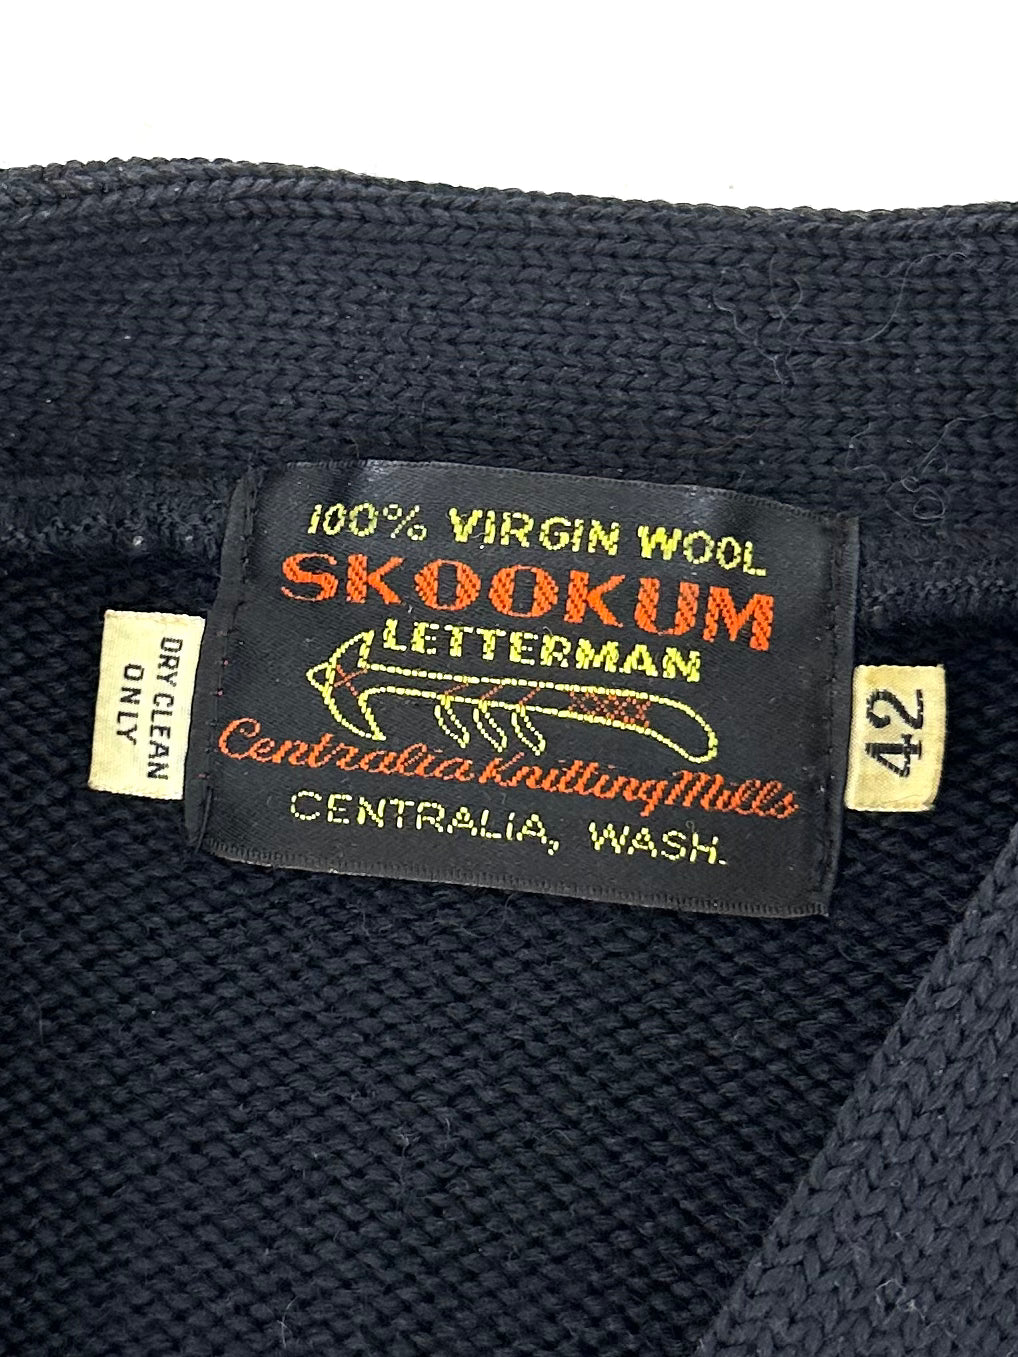 100% VIRGIN WOOL
SKOOKUM
LETTERMAN
Centralia Knitting Mills
CENTRALiA, WASH.
DRY CLEAN
ONLY
42